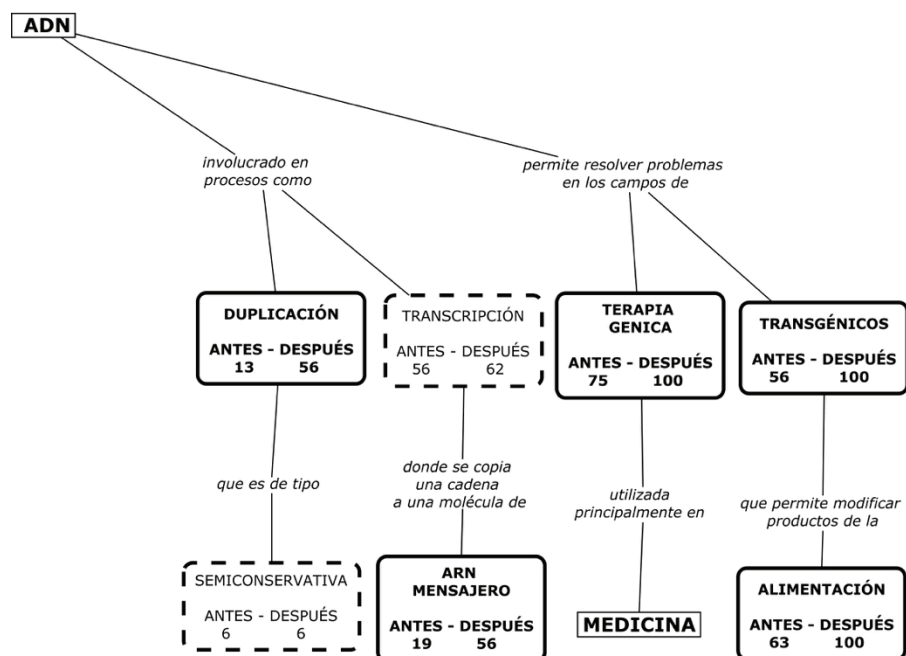 ADN
involucrado en
procesos como
permite resolver problemas
en los campos de
DUPLICACIÓN
ANTES - DESPUÉS
13 56
TRANSCRIPCIÓN
ANTES - DESPUÉS
56 62
TERAPIA
GENICA
ANTES - DESPUÉS
75 100
TRANSGÉNICOS
ANTES - DESPUÉS
56 100
que es de tipo
donde se copia
una cadena
a una molécula de
utilizada
principalmente en
que permite modificar
productos de la
SEMICONSERVATIVA
ANTES - DESPUÉS
6 6
ARN
MENSAJERO
ANTES - DESPUÉS
19 56
MEDICINA
ALIMENTACIÓN
ANTES - DESPUÉS
63 100